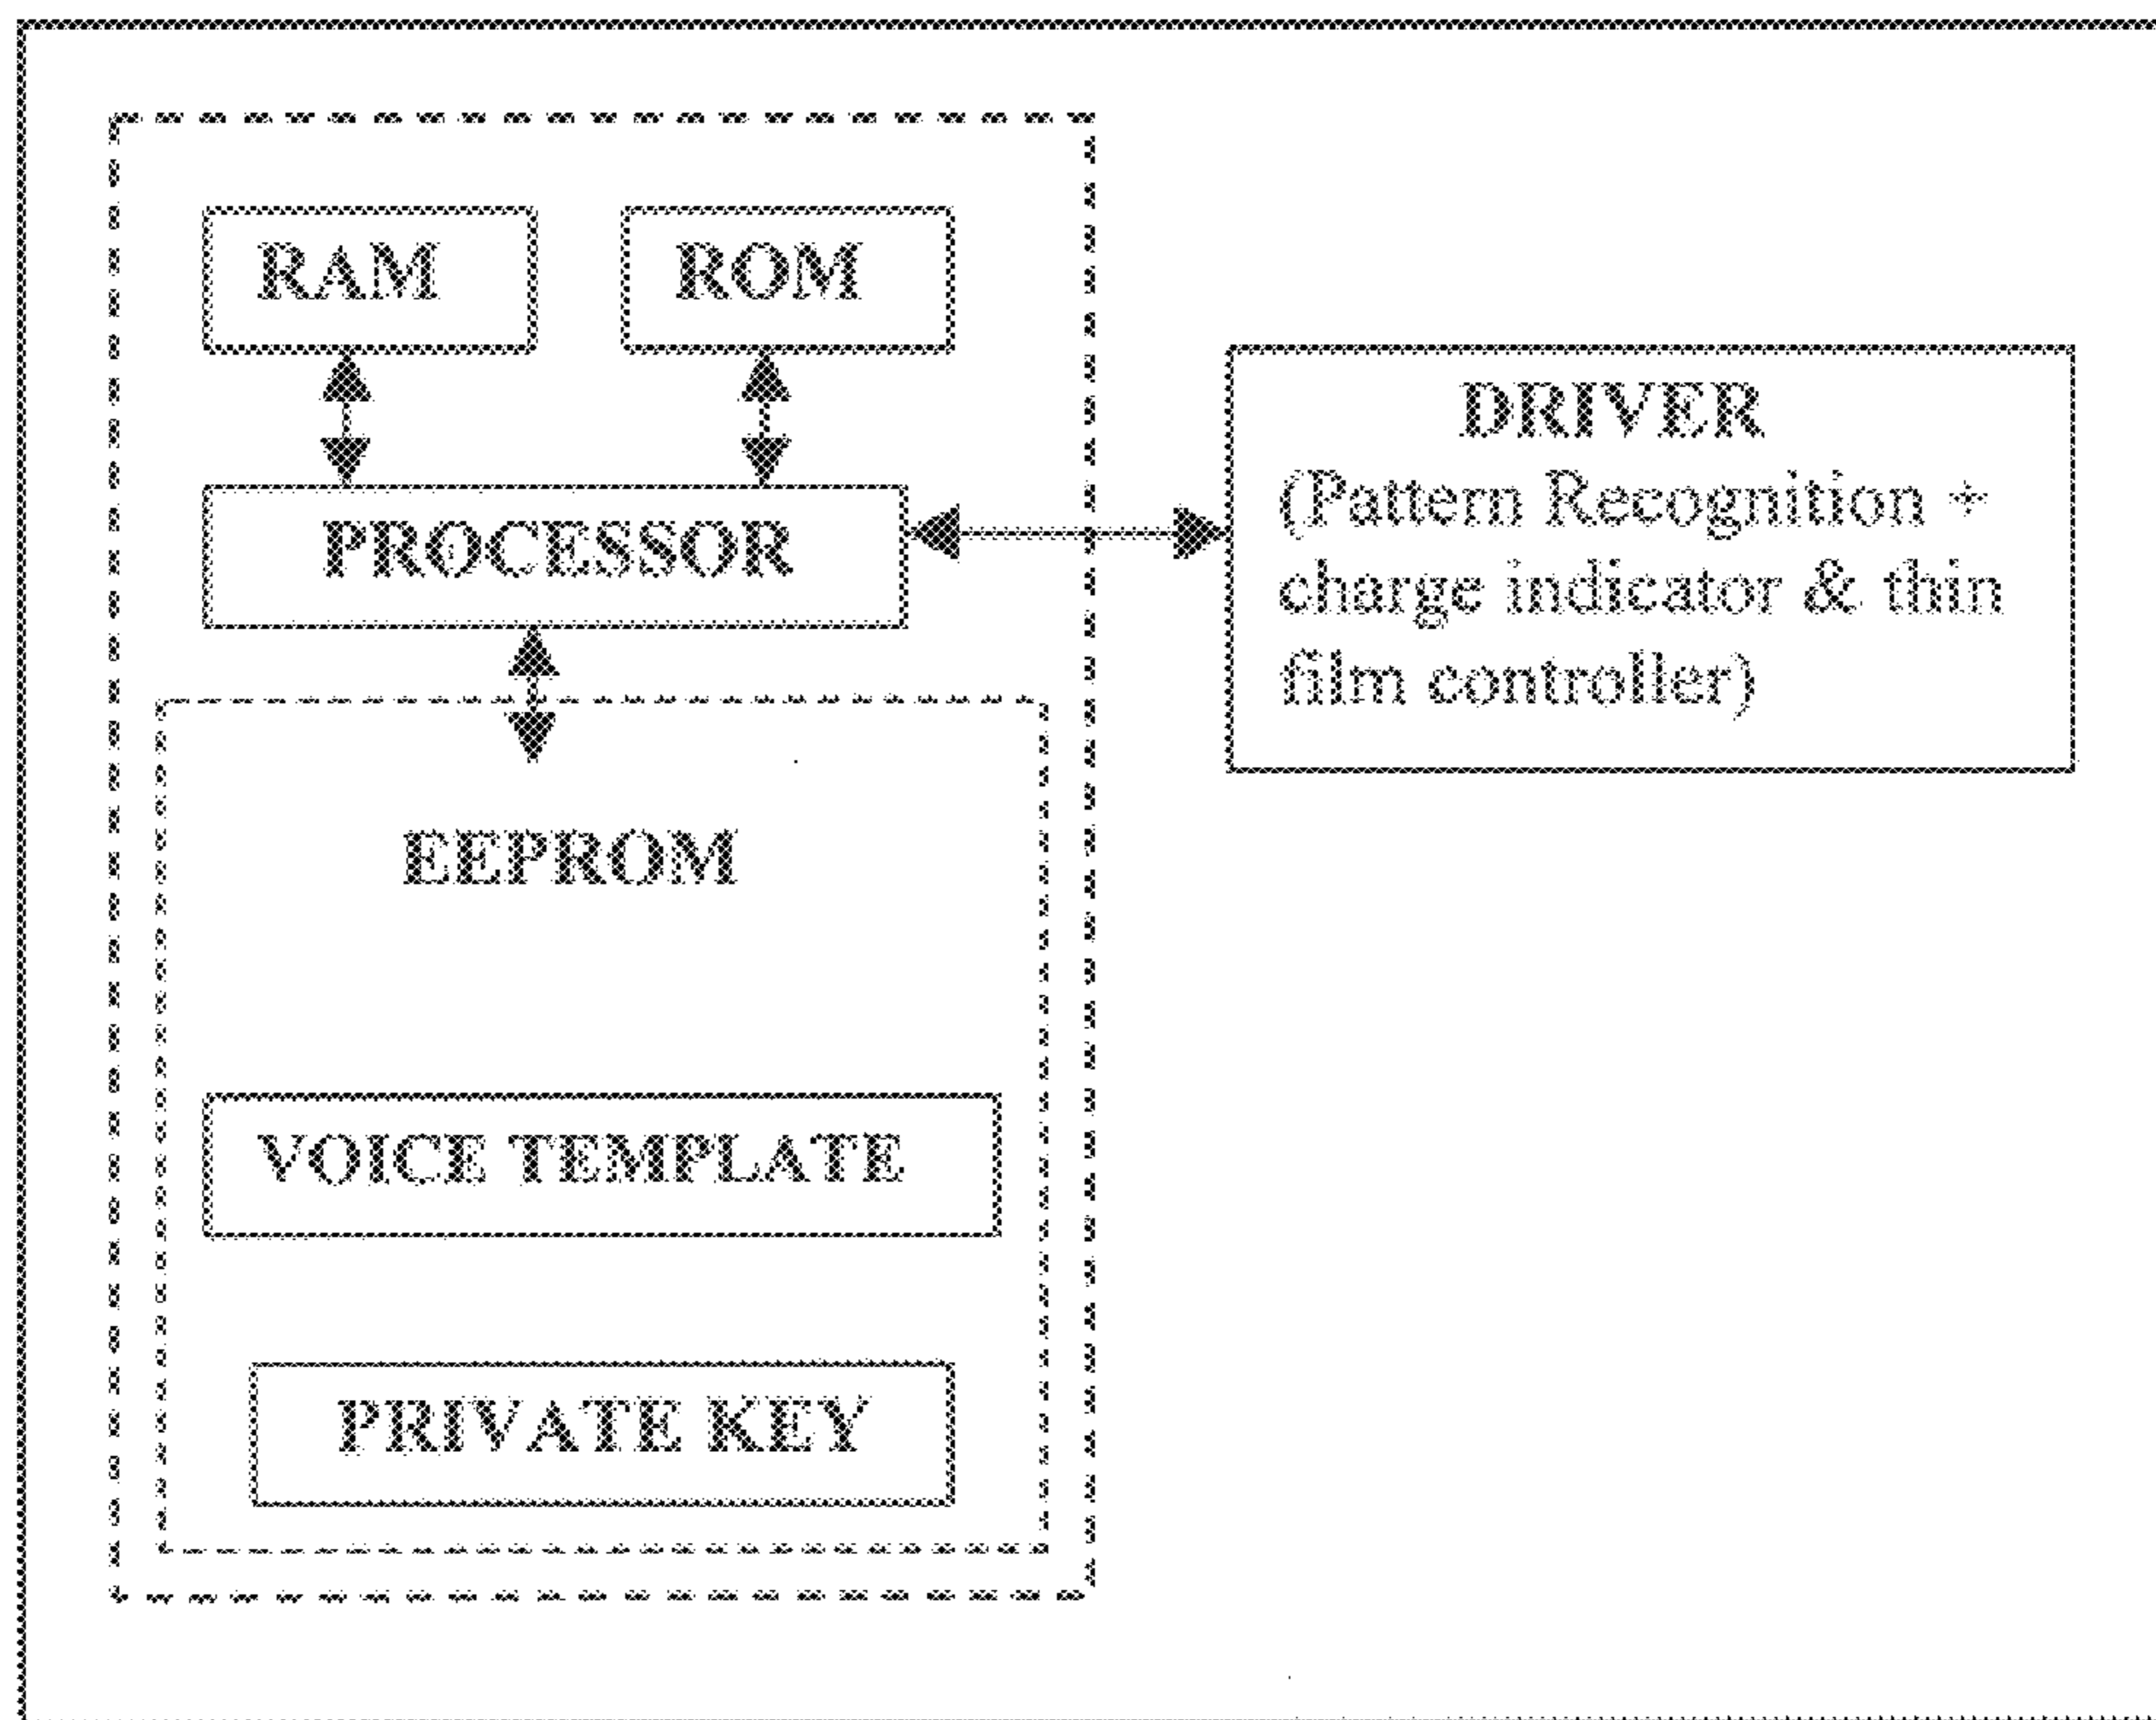 RAM
ROM
PROCESSOR
DRIVER
(Pattern Recognition +
charge indicator & thin
film controller)
EEPROM
VOICE TEMPLATE
PRIVATE KEY